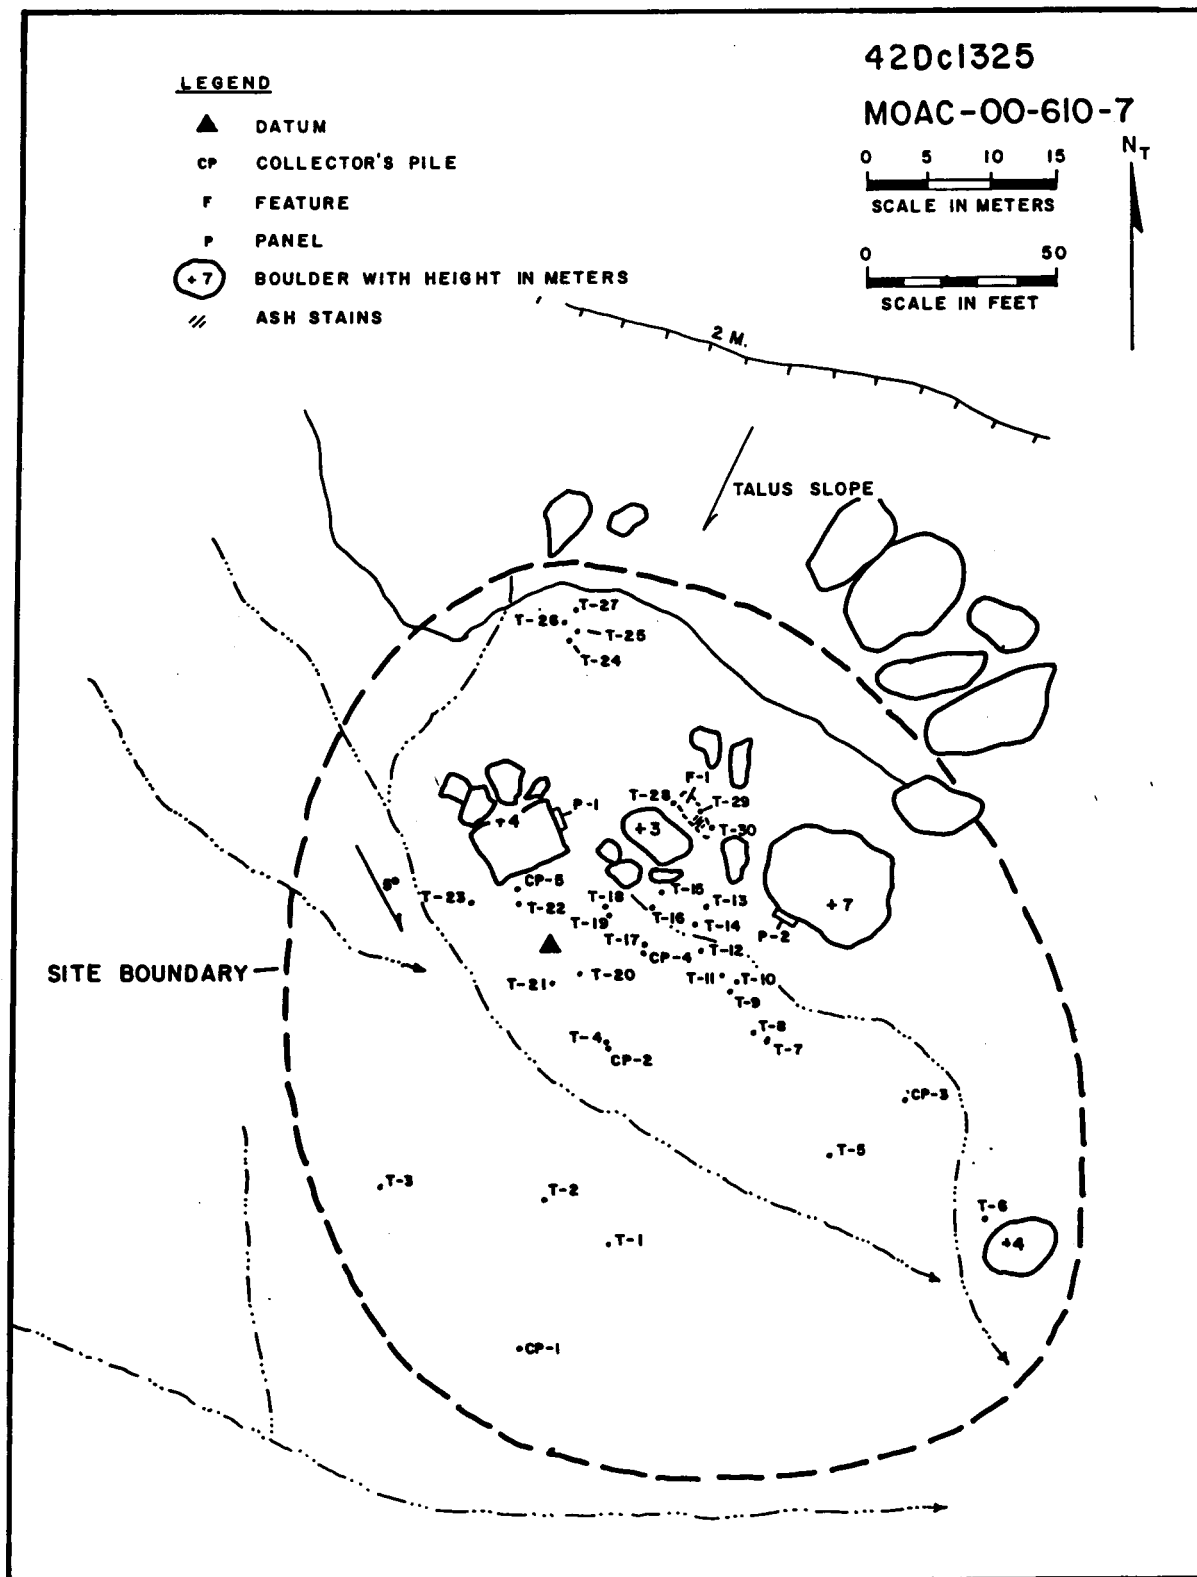 42Dc1325
MOAC-00-610-7
LEGEND
DATUM
CP COLLECTOR'S PILE
F FEATURE
P PANEL
+7 BOULDER WITH HEIGHT IN METERS
ASH STAINS
0 5 10 15
SCALE IN METERS
0 50
SCALE IN FEET
NT
2 M.
TALUS SLOPE
T-27
T-26
T-25
T-24
F-1
T-28
T-29
P-1
+4
+3
T-30
CP-5
T-15
T-23
T-22
T-18
T-13
+7
T-19
T-16
T-14
P-2
T-17
CP-4
T-12
SITE BOUNDARY
T-21
T-20
T-11
T-10
T-9
T-8
T-4
T-7
CP-2
CP-3
T-5
T-3
T-2
T-6
T-1
+4
CP-1